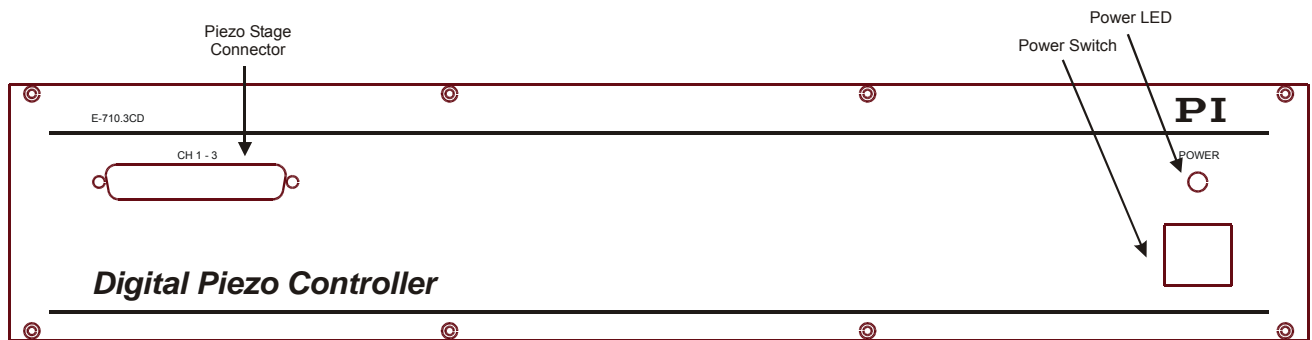 Piezo Stage
Connector
Power LED
Power Switch
E-710.3CD
PI
CH 1 - 3
POWER
Digital Piezo Controller